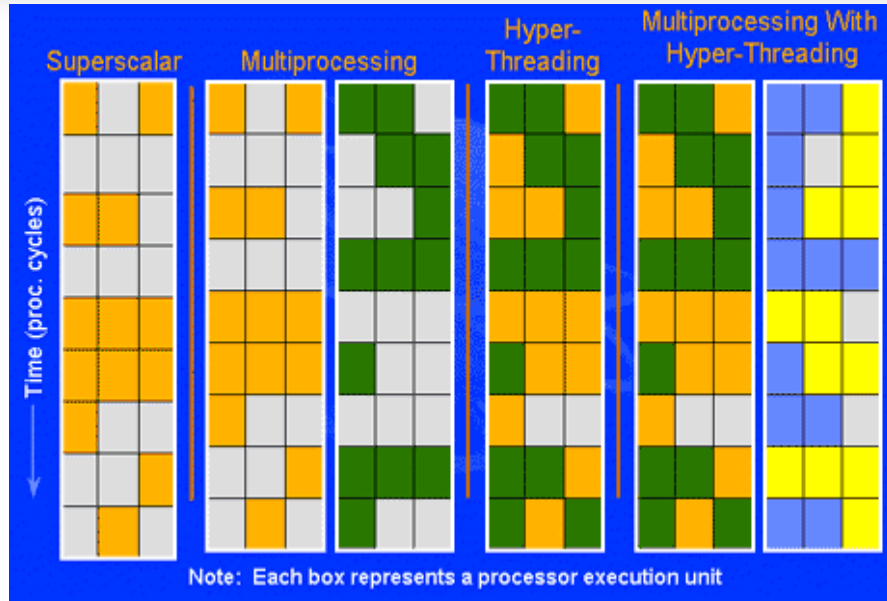 Superscalar
Multiprocessing
Hyper-
Threading
Multiprocessing With
Hyper-Threading
Time (proc. cycles)
Note: Each box represents a processor execution unit